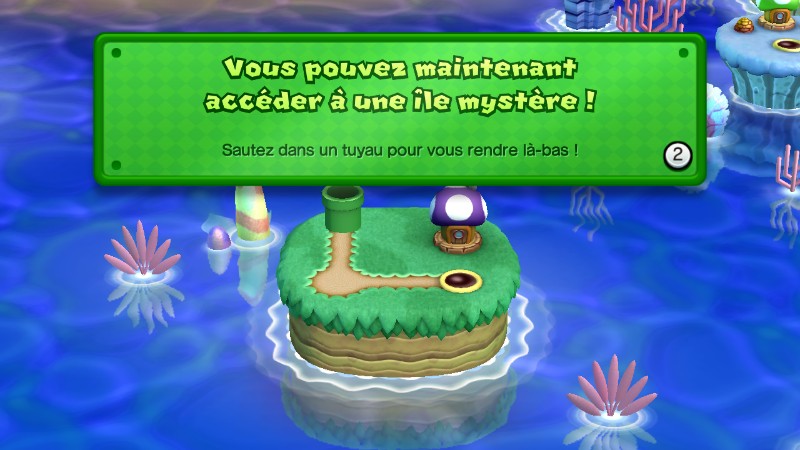 Vous pouvez maintenant
accéder à une île mystère !
Sautez dans un tuyau pour vous rendre là-bas !
2